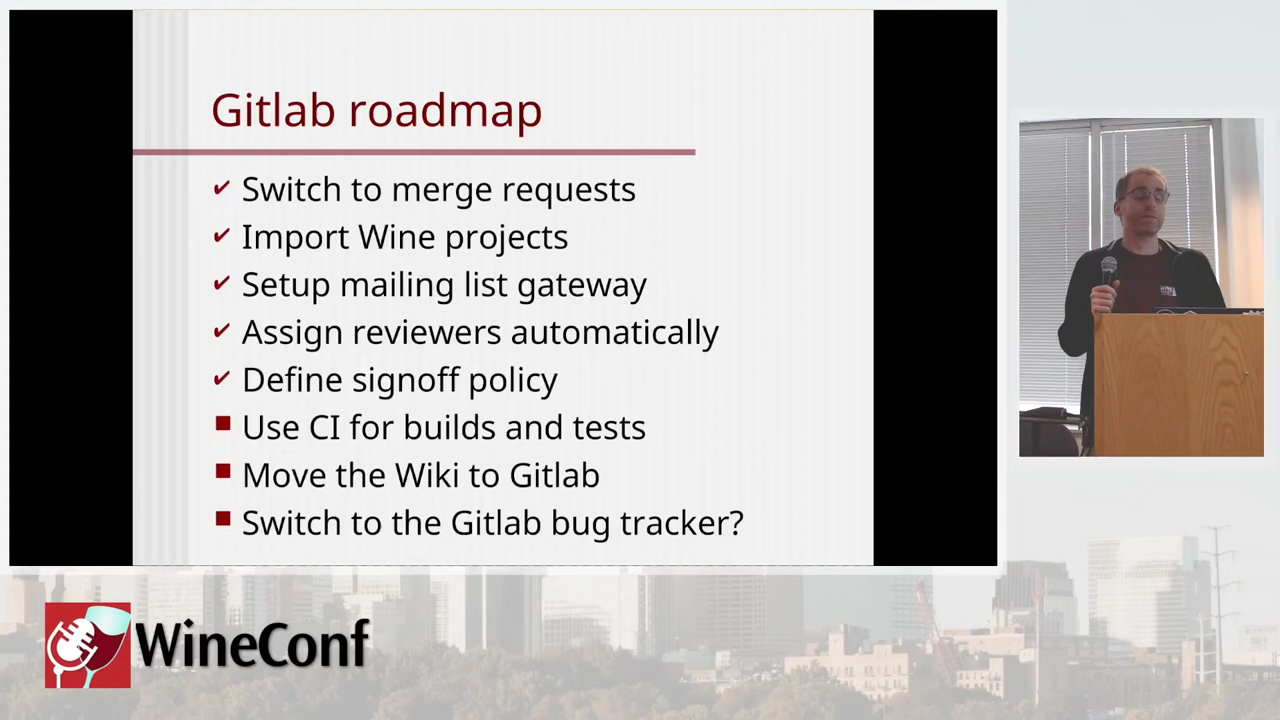 Gitlab roadmap
Switch to merge requests
Import Wine projects
Setup mailing list gateway
Assign reviewers automatically
Define signoff policy
Use CI for builds and tests
Move the Wiki to Gitlab
Switch to the Gitlab bug tracker?
WineConf